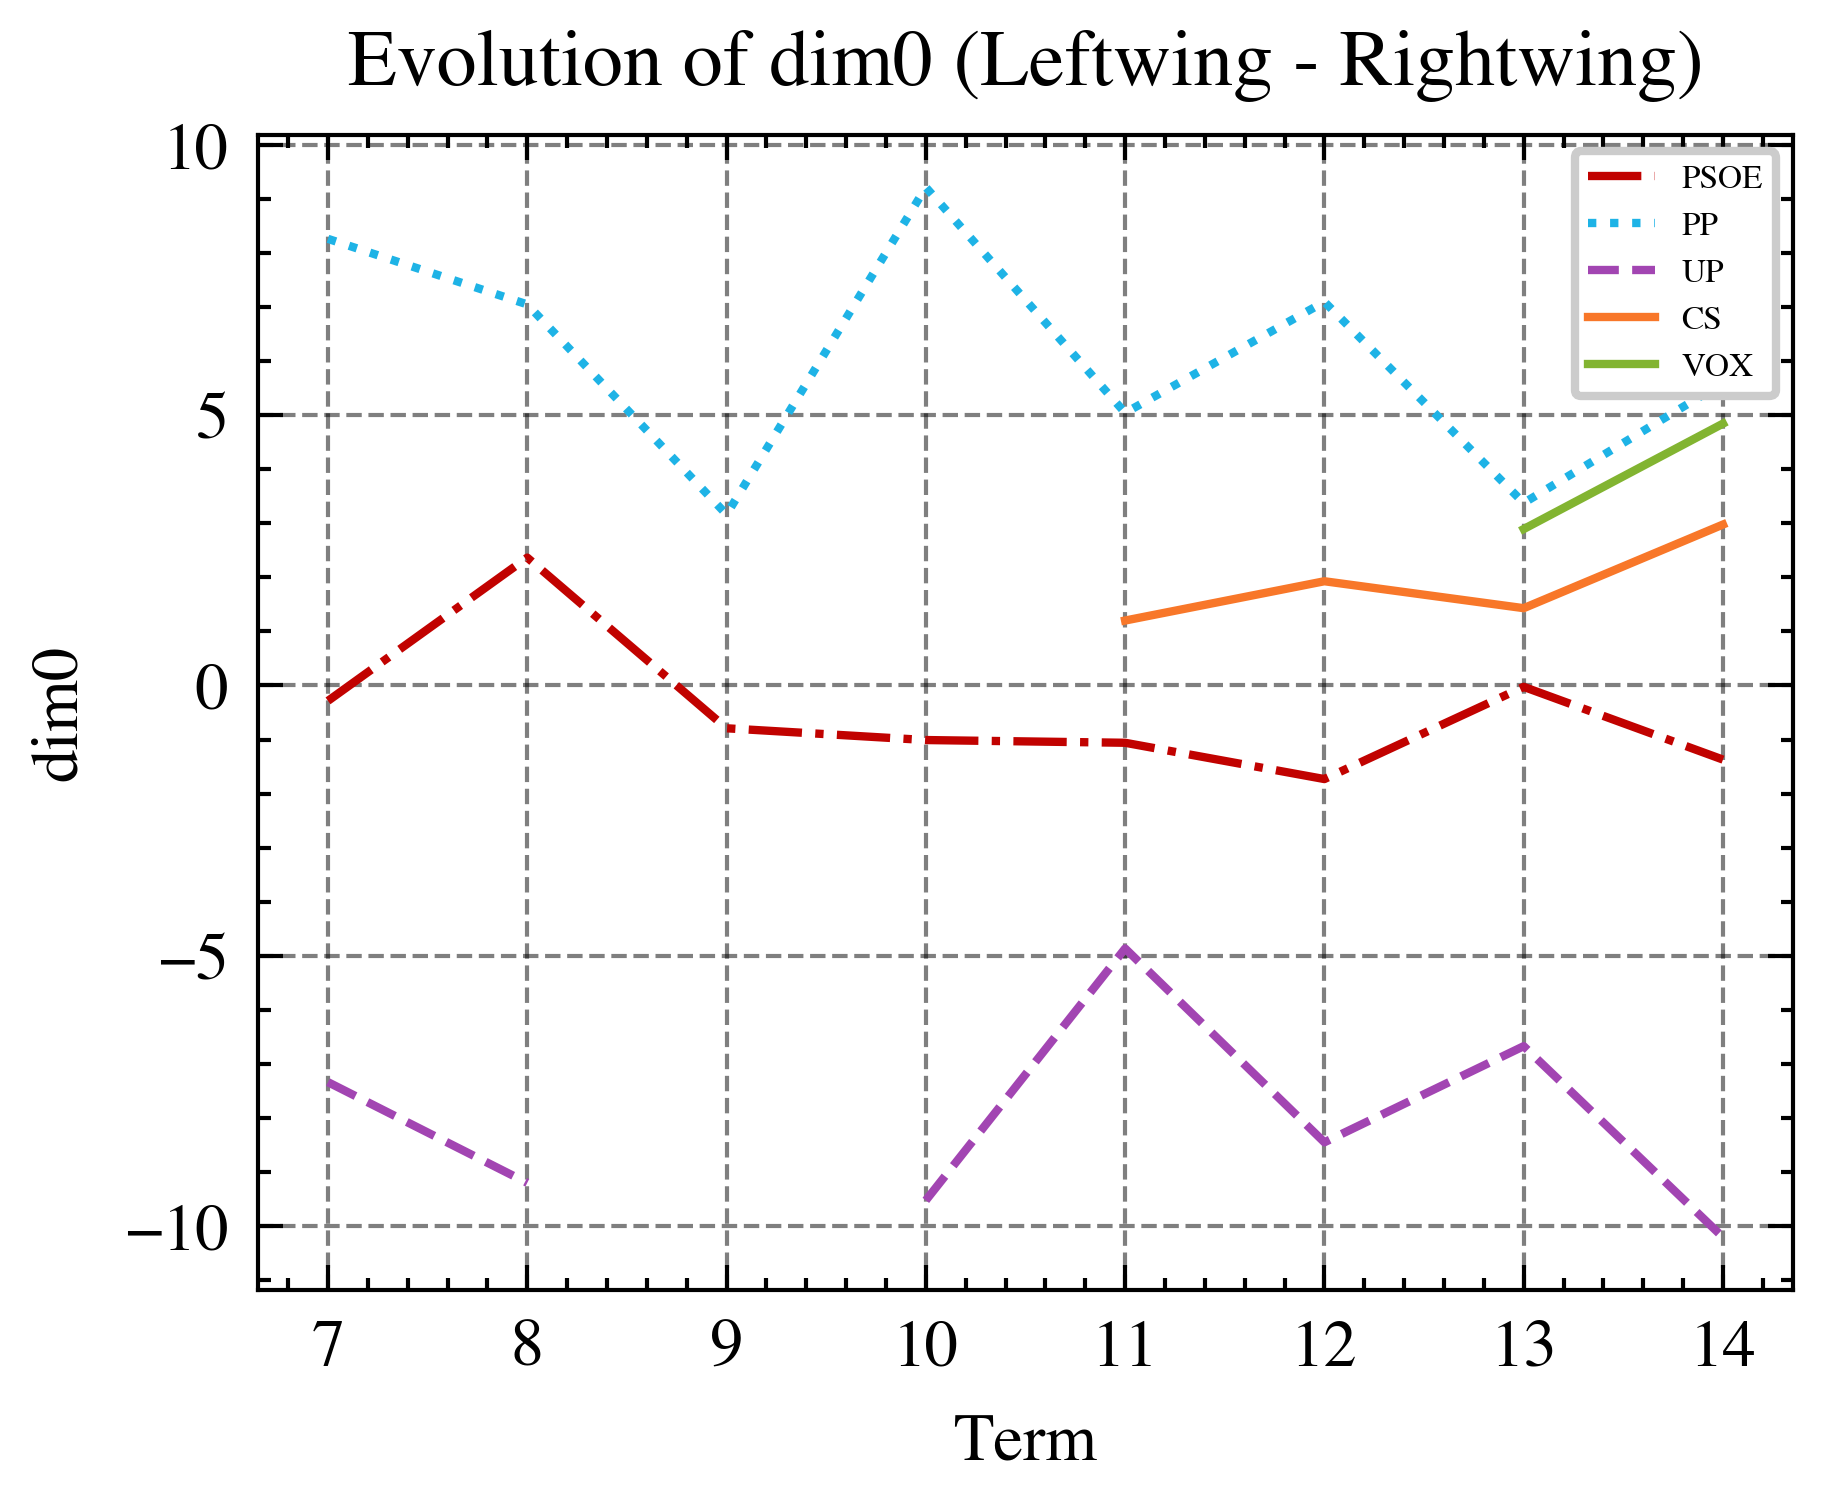 Evolution of dim0 (Leftwing - Rightwing)
10
5
0
−5
−10
dim0
PSOE
PP
UP
CS
VOX
7 8 9 10 11 12 13 14
Term